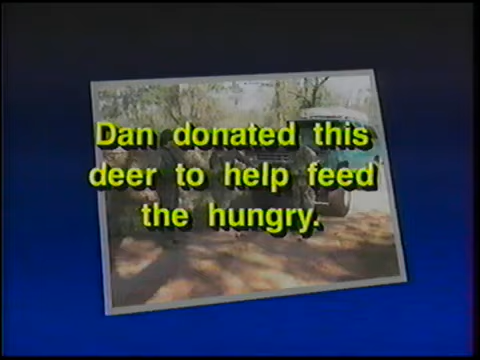 Dan donated this
deer to help feed
the hungry.